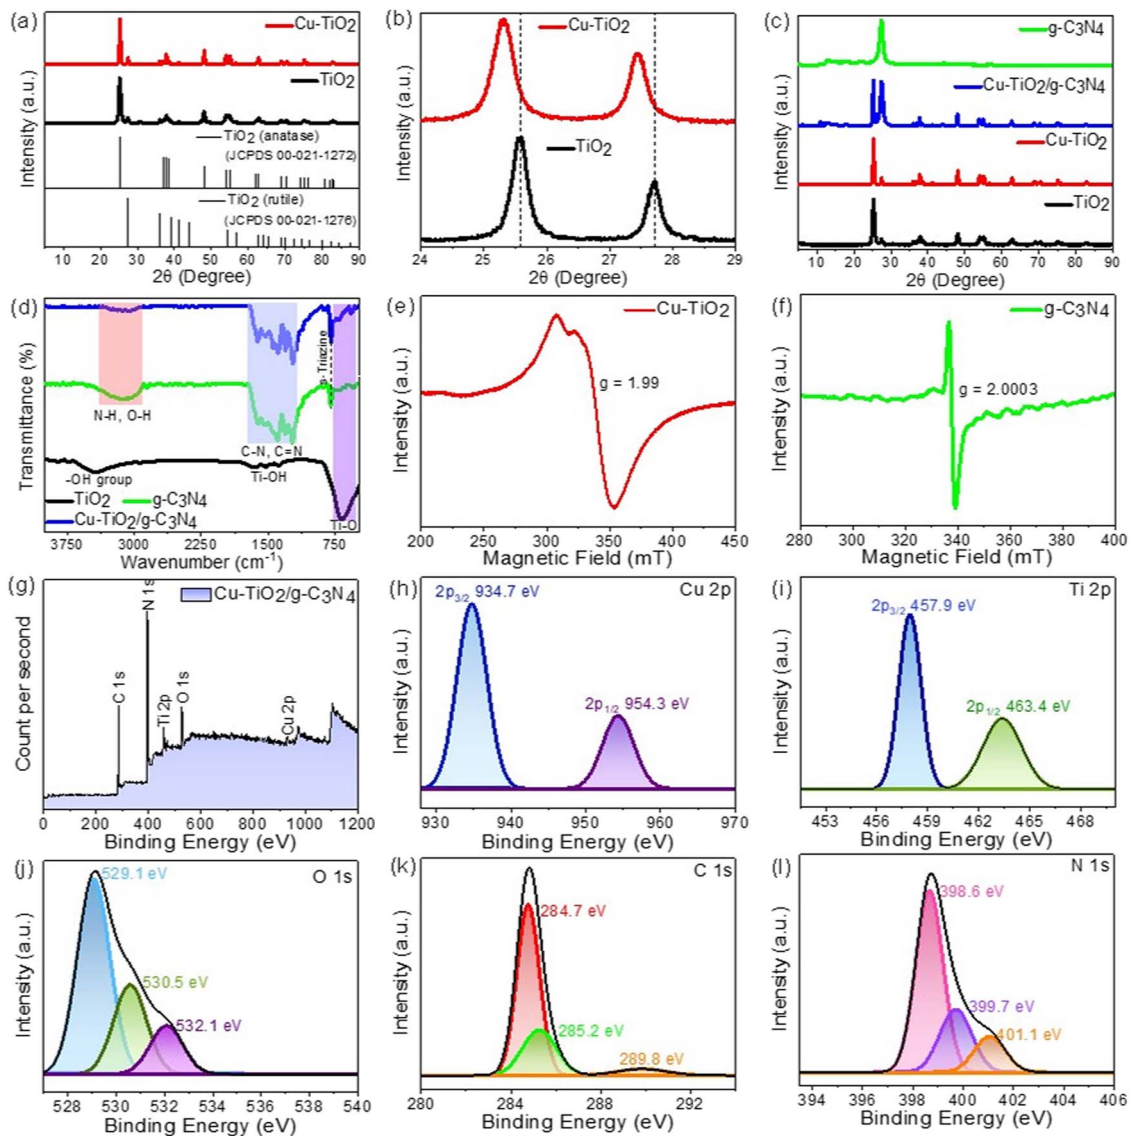 (a)
Cu-TiO2
TiO2
TiO2 (anatase)
(JCPDS 00-021-1272)
TiO2 (rutile)
(JCPDS 00-021-1276)
Intensity (a.u.)
5 10 20 30 40 50 60 70 80 90
2θ (Degree)
(b)
Cu-TiO2
TiO2
Intensity (a.u.)
24 25 26 27 28 29
2θ (Degree)
(c)
g-C3N4
Cu-TiO2/g-C3N4
Cu-TiO2
TiO2
Intensity (a.u.)
10 20 30 40 50 60 70 80 90
2θ (Degree)
(d)
N-H, O-H
C-N, C=N
s-Triazine
-OH group
Ti-OH
TiO2 g-C3N4
Cu-TiO2/g-C3N4
Ti-O
Transmittance (%)
3750 3000 2250 1500 750
Wavenumber (cm-1)
(e)
Cu-TiO2
g = 1.99
Intensity (a.u.)
200 250 300 350 400 450
Magnetic Field (mT)
(f)
g-C3N4
g = 2.0003
Intensity (a.u.)
280 300 320 340 360 380 400
Magnetic Field (mT)
(g)
Cu-TiO2/g-C3N4
C 1s
N 1s
Ti 2p
O 1s
Cu 2p
Count per second
0 200 400 600 800 1000 1200
Binding Energy (eV)
(h)
Cu 2p
2p3/2 934.7 eV
2p1/2 954.3 eV
Intensity (a.u.)
930 940 950 960 970
Binding Energy (eV)
(i)
Ti 2p
2p3/2 457.9 eV
2p1/2 463.4 eV
Intensity (a.u.)
453 456 459 462 465 468
Binding Energy (eV)
(j)
O 1s
529.1 eV
530.5 eV
532.1 eV
Intensity (a.u.)
528 530 532 534 536 538 540
Binding Energy (eV)
(k)
C 1s
284.7 eV
285.2 eV
289.8 eV
Intensity (a.u.)
280 284 288 292
Binding Energy (eV)
(l)
N 1s
398.6 eV
399.7 eV
401.1 eV
Intensity (a.u.)
394 396 398 400 402 404 406
Binding Energy (eV)